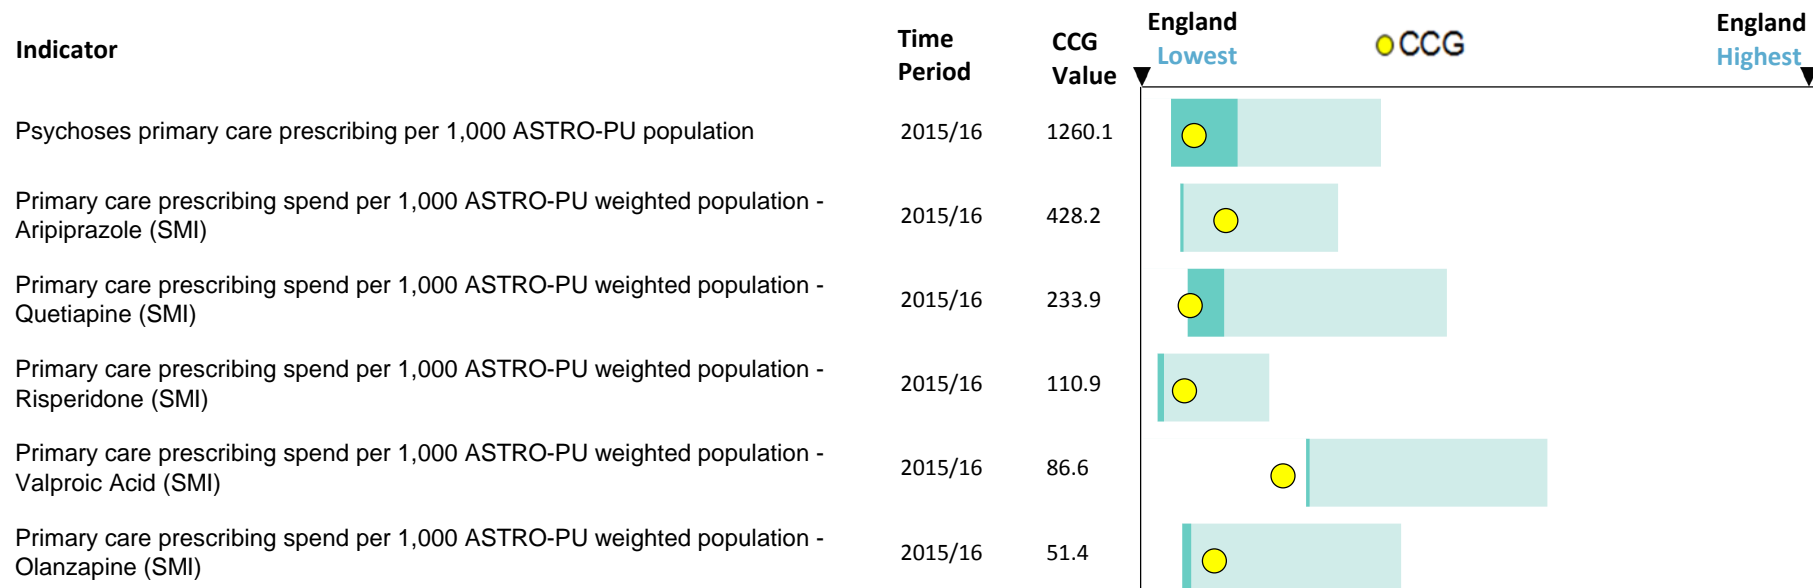 Indicator
Time
Period
CCG
Value
England
Lowest
CCG
England
Highest
Psychoses primary care prescribing per 1,000 ASTRO-PU population 2015/16 1260.1
Primary care prescribing spend per 1,000 ASTRO-PU weighted population -
Aripiprazole (SMI) 2015/16 428.2
Primary care prescribing spend per 1,000 ASTRO-PU weighted population -
Quetiapine (SMI) 2015/16 233.9
Primary care prescribing spend per 1,000 ASTRO-PU weighted population -
Risperidone (SMI) 2015/16 110.9
Primary care prescribing spend per 1,000 ASTRO-PU weighted population -
Valproic Acid (SMI) 2015/16 86.6
Primary care prescribing spend per 1,000 ASTRO-PU weighted population -
Olanzapine (SMI) 2015/16 51.4